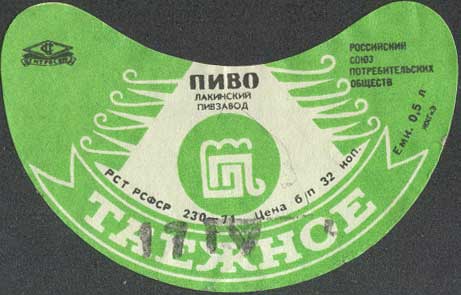 ПИВО
ЛАКИНСКИЙ
ПИВЗАВОД
РОССИЙСКИЙ
СОЮЗ
ПОТРЕБИТЕЛЬСКИХ
ОБЩЕСТВ
Емк. 0,5 л
РСТ РСФСР 230—71 Цена б/п 32 коп.
ТАЕЖНОЕ